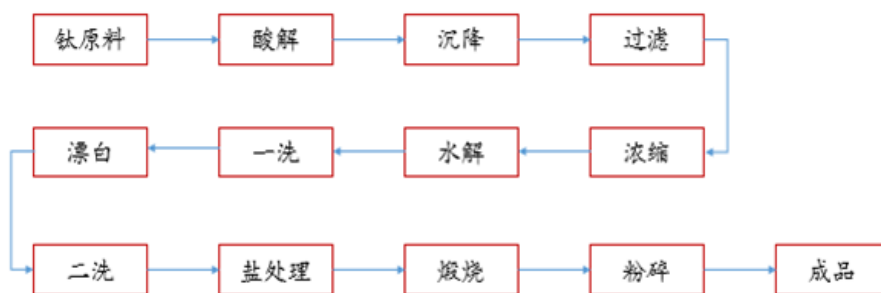 钛原料 酸解 沉降 过滤
漂白 一洗 水解 浓缩
二洗 盐处理 煅烧 粉碎 成品